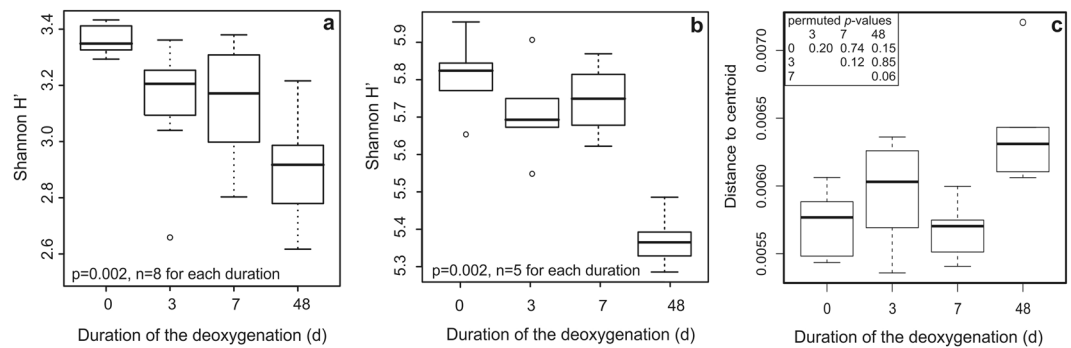 a
3.4
3.2
3.0
2.8
2.6
Shannon H'
p=0.002, n=8 for each duration
0 3 7 48
Duration of the deoxygenation (d)
b
5.9
5.8
5.7
5.6
5.5
5.4
5.3
Shannon H'
p=0.002, n=5 for each duration
0 3 7 48
Duration of the deoxygenation (d)
c
permuted p-values
3 7 48
0 0.20 0.74 0.15
3 0.12 0.85
7 0.06
0.0070
0.0065
0.0060
0.0055
Distance to centroid
0 3 7 48
Duration of the deoxygenation (d)